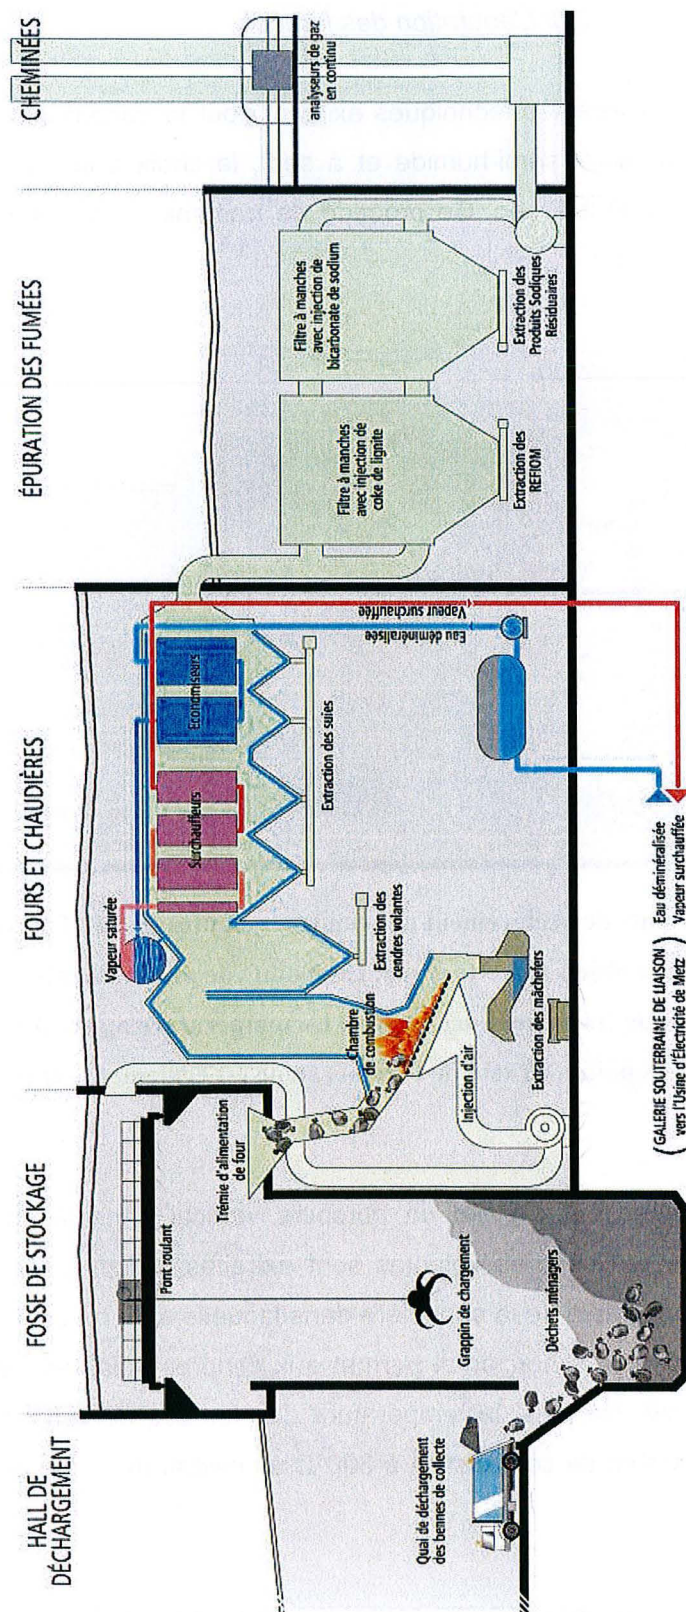 HALL DE
DÉCHARGEMENT
FOSSE DE STOCKAGE
FOURS ET CHAUDIÈRES
ÉPURATION DES FUMÉES
CHEMINÉES
Quai de déchargement
des bennes de collecte
Pont roulant
Grappin de chargement
Déchets ménagers
Trémie d'alimentation
de four
Injection d'air
Chambre
de combustion
Extraction des mâchefers
Vapeur saturée
Extraction des
cendres volantes
Surchauffeurs
Economiseurs
Extraction des suies
Eau déminéralisée
Vapeur surchauffée
(GALERIE SOUTERRAINE DE LIAISON)
vers l'Usine d'Électricité de Metz
Eau déminéralisée
Vapeur surchauffée
Filtre à manches
avec injection de
coke de lignite
Extraction des
REFIOM
Filtre à manches
avec injection de
bicarbonate de sodium
Extraction des
Produits Sodiques
Résiduaires
analyseurs de gaz
en continu